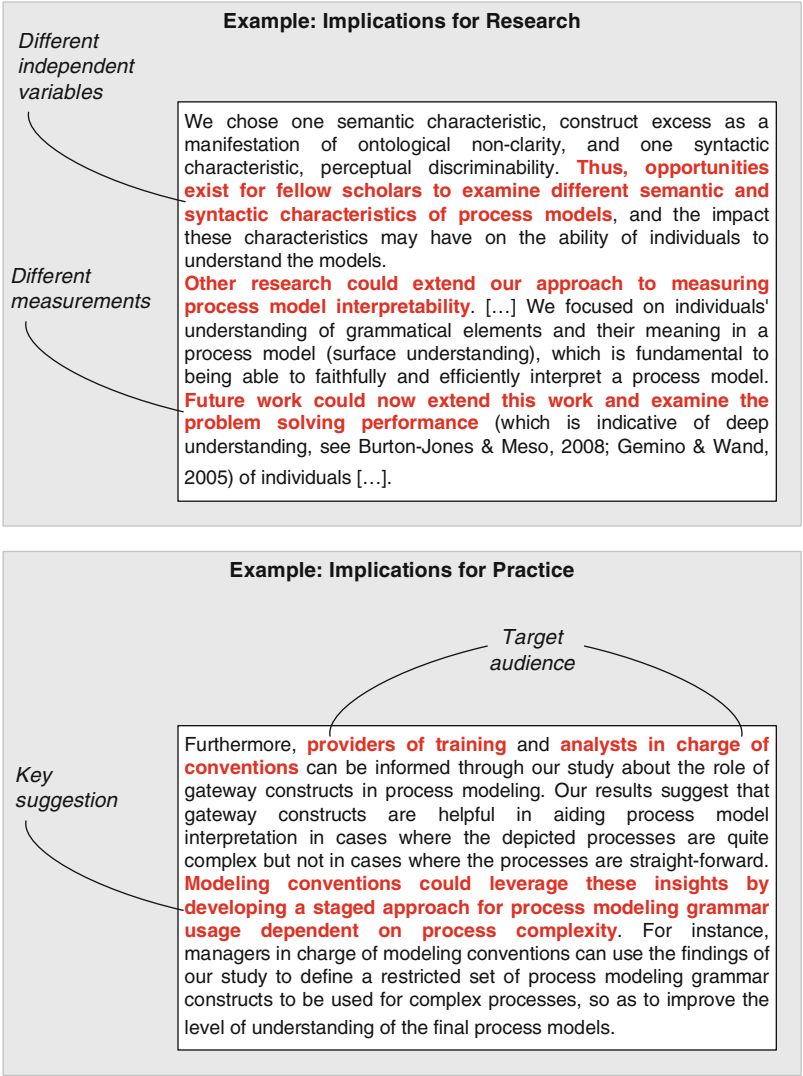 Example: Implications for Research
Different
independent
variables
We chose one semantic characteristic, construct excess as a
manifestation of ontological non-clarity, and one syntactic
characteristic, perceptual discriminability. Thus, opportunities
exist for fellow scholars to examine different semantic and
syntactic characteristics of process models, and the impact
these characteristics may have on the ability of individuals to
understand the models.
Different
measurements
Other research could extend our approach to measuring
process model interpretability. […] We focused on individuals'
understanding of grammatical elements and their meaning in a
process model (surface understanding), which is fundamental to
being able to faithfully and efficiently interpret a process model.
Future work could now extend this work and examine the
problem solving performance (which is indicative of deep
understanding, see Burton-Jones & Meso, 2008; Gemino & Wand,
2005) of individuals […].
Example: Implications for Practice
Target
audience
Key
suggestion
Furthermore, providers of training and analysts in charge of
conventions can be informed through our study about the role of
gateway constructs in process modeling. Our results suggest that
gateway constructs are helpful in aiding process model
interpretation in cases where the depicted processes are quite
complex but not in cases where the processes are straight-forward.
Modeling conventions could leverage these insights by
developing a staged approach for process modeling grammar
usage dependent on process complexity. For instance,
managers in charge of modeling conventions can use the findings of
our study to define a restricted set of process modeling grammar
constructs to be used for complex processes, so as to improve the
level of understanding of the final process models.